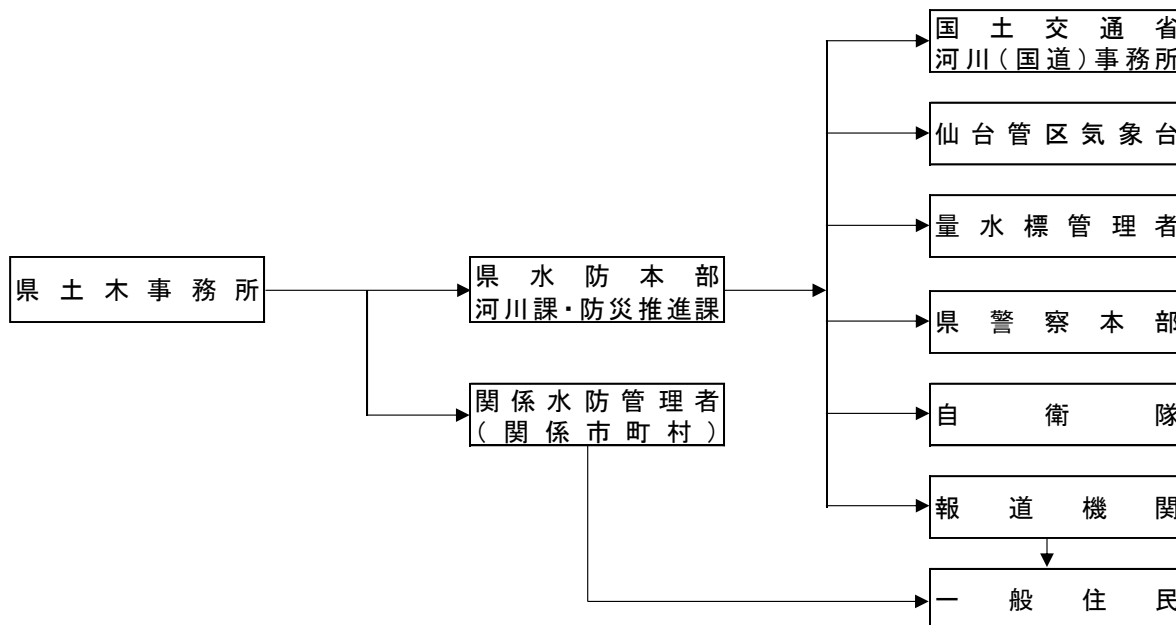 国土交通省
河川(国道)事務所
仙台管区気象台
量水標管理者
県土木事務所
県水防本部
河川課・防災推進課
県警察本部
関係水防管理者
(関係市町村)
自衛隊
報道機関
一般住民